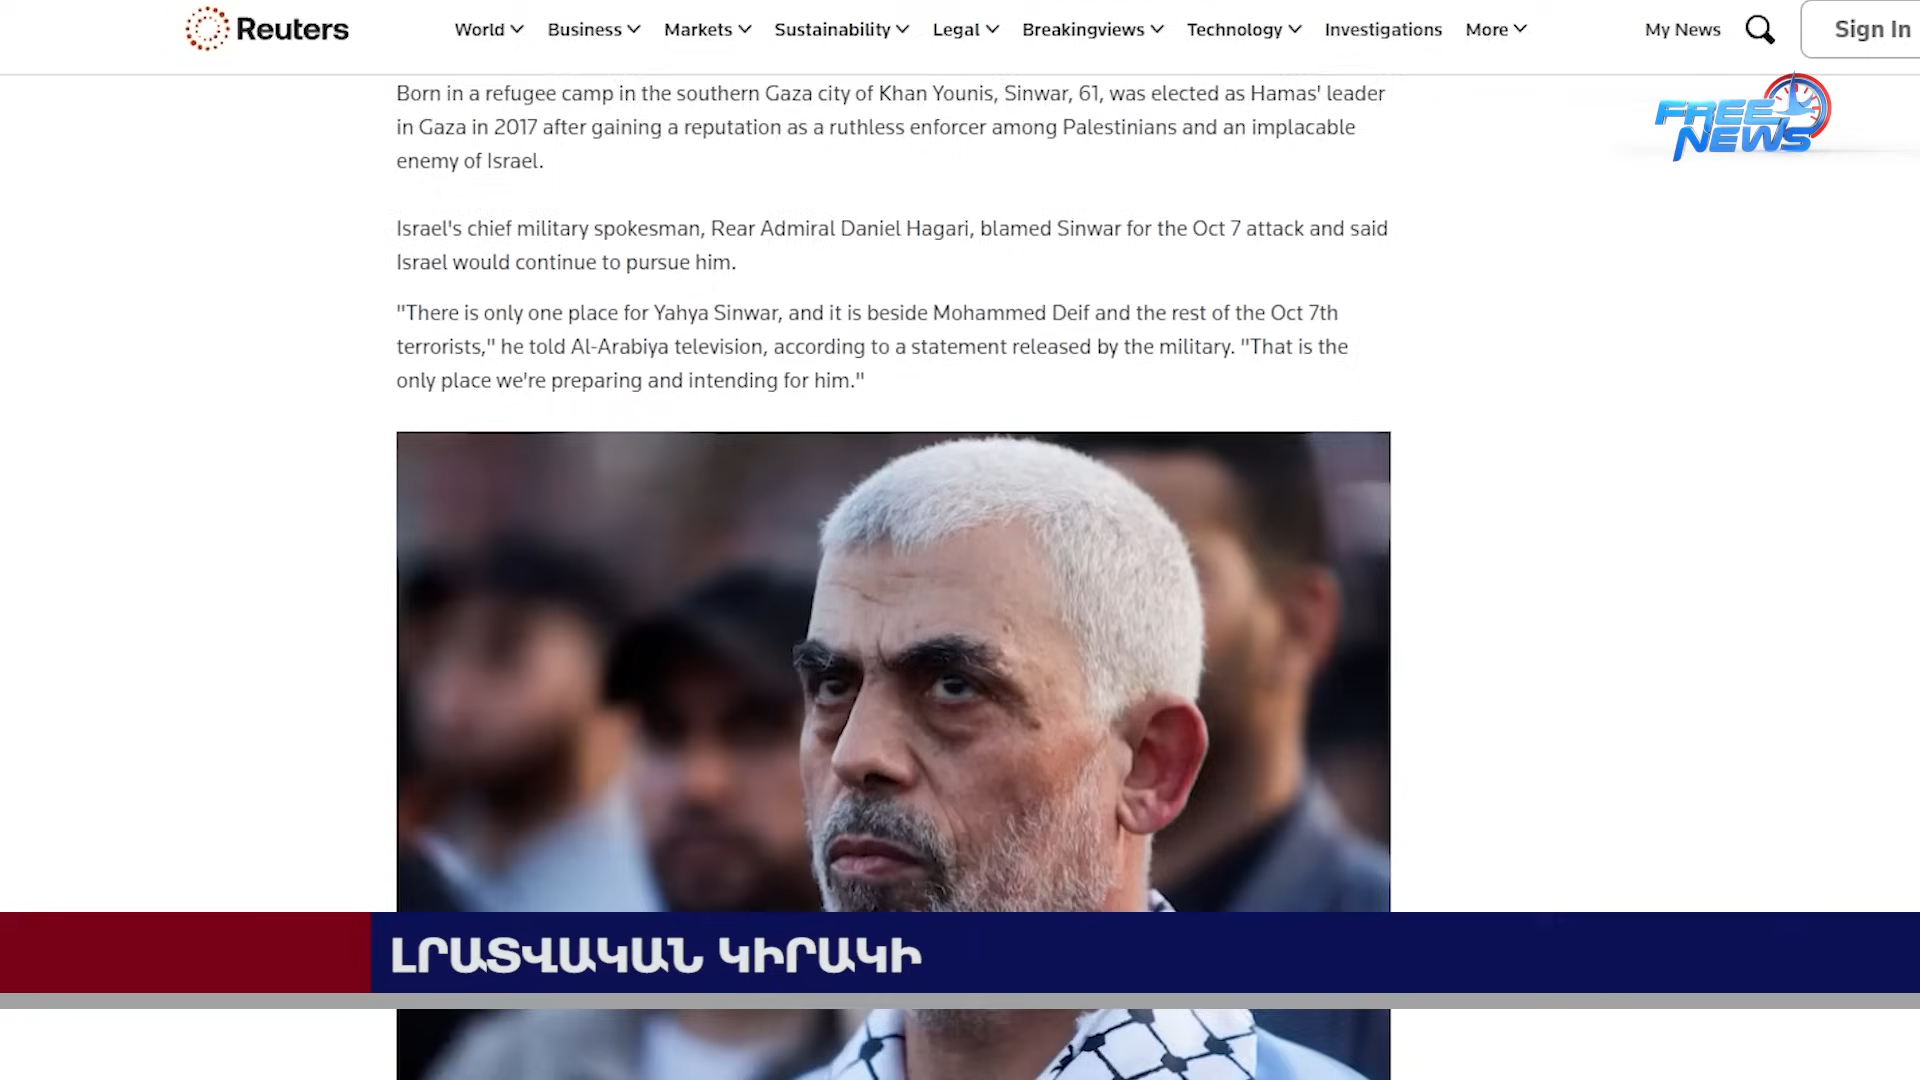 Reuters
World Business Markets Sustainability Legal Breakingviews Technology Investigations More My News Sign In
FREE
NEWS
Born in a refugee camp in the southern Gaza city of Khan Younis, Sinwar, 61, was elected as Hamas' leader
in Gaza in 2017 after gaining a reputation as a ruthless enforcer among Palestinians and an implacable
enemy of Israel.
Israel's chief military spokesman, Rear Admiral Daniel Hagari, blamed Sinwar for the Oct 7 attack and said
Israel would continue to pursue him.
"There is only one place for Yahya Sinwar, and it is beside Mohammed Deif and the rest of the Oct 7th
terrorists," he told Al-Arabiya television, according to a statement released by the military. "That is the
only place we're preparing and intending for him."
ԼՐԱՏՎԱԿԱՆ ԿԻՐԱԿԻ